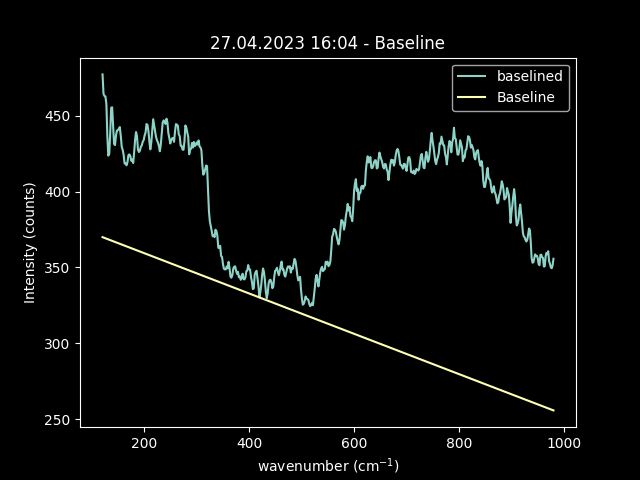 27.04.2023 16:04 - Baseline
baselined
Baseline
Intensity (counts)
450
400
350
300
250
200
400
600
800
1000
wavenumber (cm⁻¹)